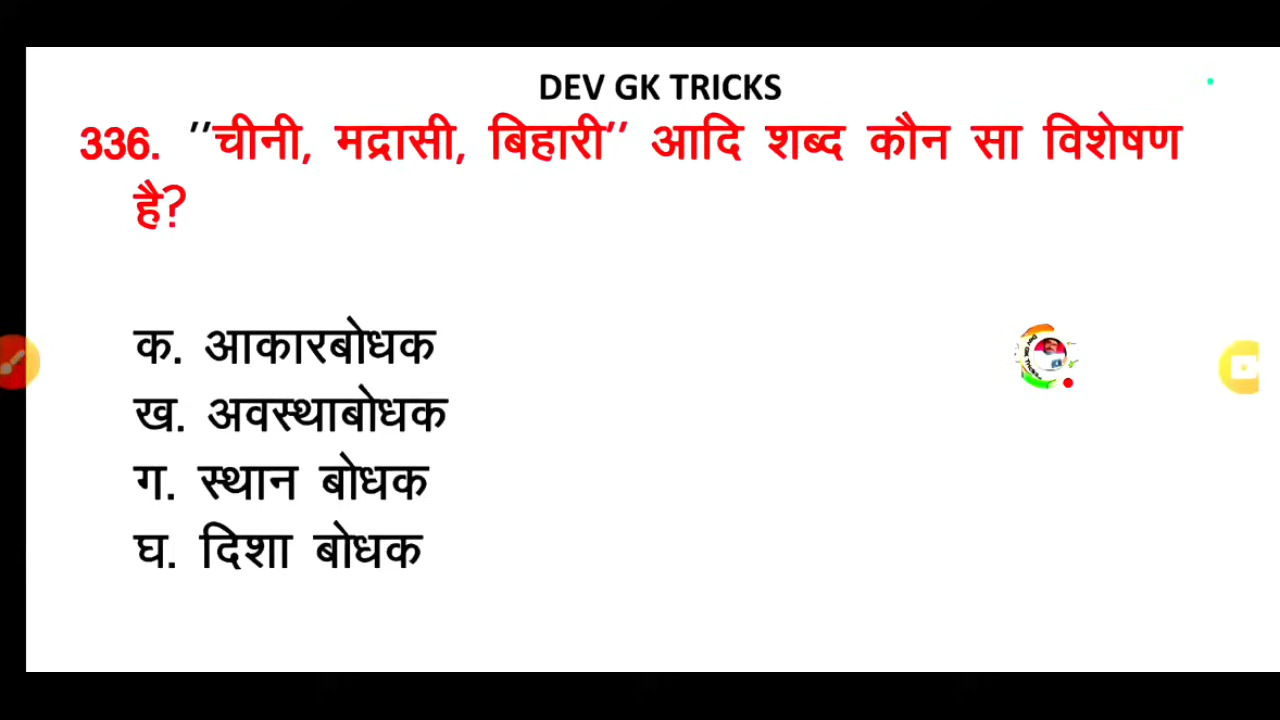 DEV GK TRICKS
336. ''चीनी, मद्रासी, बिहारी'' आदि शब्द कौन सा विशेषण
है?
क. आकारबोधक
ख. अवस्थाबोधक
ग. स्थान बोधक
घ. दिशा बोधक